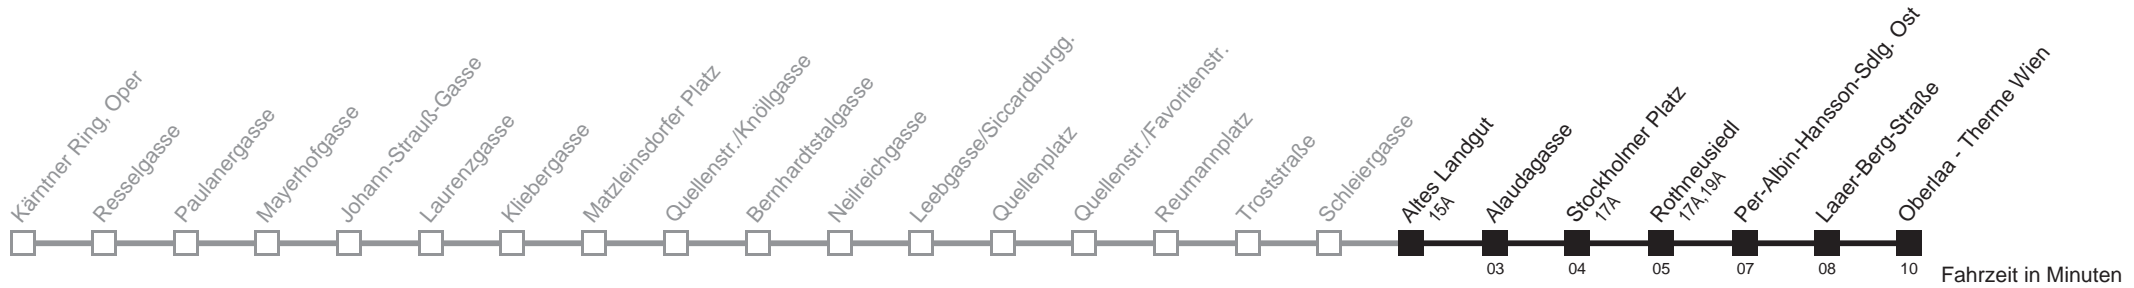 Kärntner Ring, Oper
Resselgasse
Paulanergasse
Mayerhofgasse
Johann-Strauß-Gasse
Laurenzgasse
Kliebergasse
Matzleinsdorfer Platz
Quellenstr./Knöllgasse
Bernhardtstalgasse
Neilreichgasse
Leebgasse/Siccardburgg.
Quellenplatz
Quellenstr./Favoritenstr.
Reumannplatz
Troststraße
Schleiergasse
Altes Landgut
15A
Alaudagasse
Stockholmer Platz
17A
Rothneusiedl
17A, 19A
Per-Albin-Hansson-Sdlg. Ost
Laaer-Berg-Straße
Oberlaa - Therme Wien
03
04
05
07
08
10
Fahrzeit in Minuten